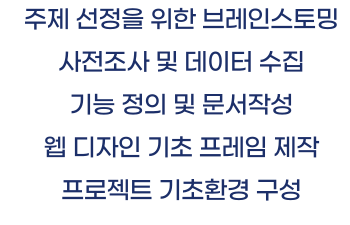 주제 선정을 위한 브레인스토밍
사전조사 및 데이터 수집
기능 정의 및 문서작성
웹 디자인 기초 프레임 제작
프로젝트 기초환경 구성